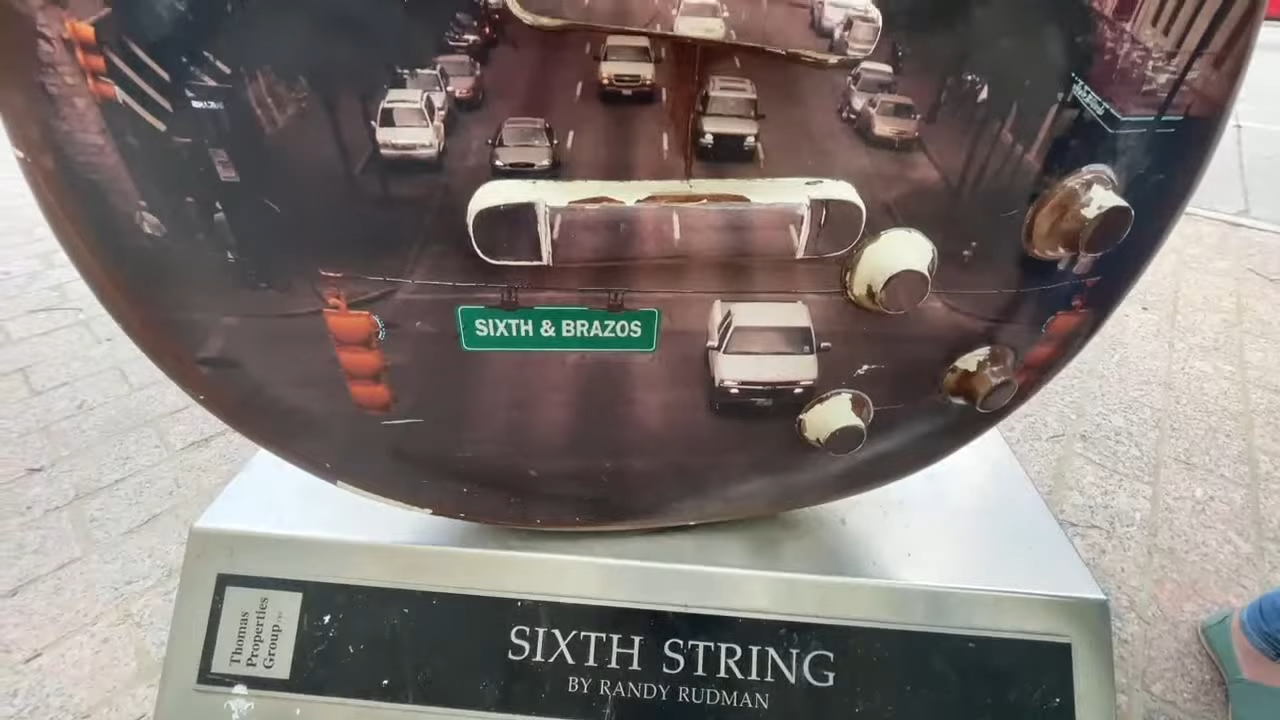 SIXTH & BRAZOS
Thomas
Properties
Group
SIXTH STRING
BY RANDY RUDMAN